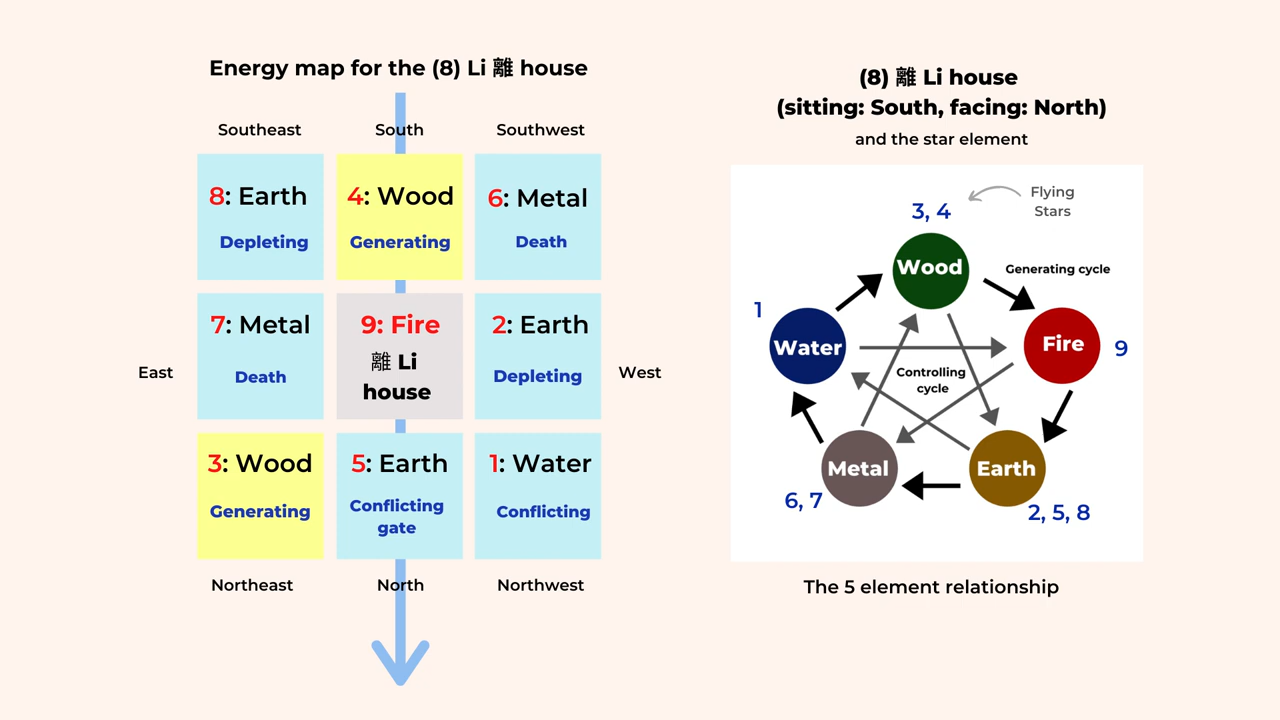 Energy map for the (8) Li 離 house
Southeast
South
Southwest
8: Earth
Depleting
4: Wood
Generating
6: Metal
Death
East
7: Metal
Death
9: Fire
離 Li
house
2: Earth
Depleting
West
3: Wood
Generating
5: Earth
Conflicting
gate
1: Water
Conflicting
Northeast
North
Northwest
(8) 離 Li house
(sitting: South, facing: North)
and the star element
Flying
Stars
3, 4
Wood
Generating cycle
1
Water
Fire
9
Controlling
cycle
Metal
Earth
6, 7
2, 5, 8
The 5 element relationship